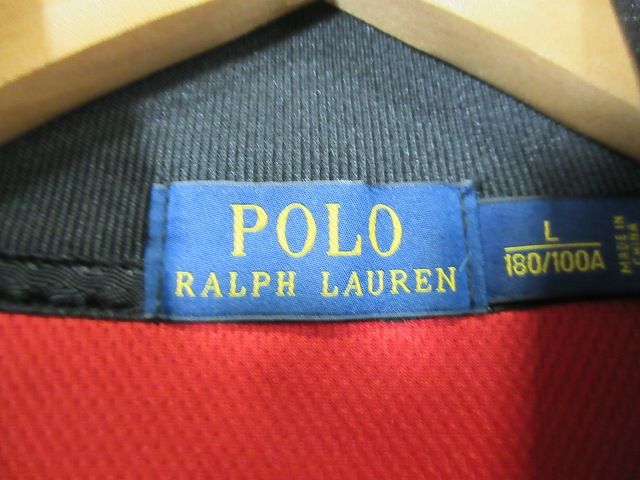 POLO
RALPH LAUREN
L
180/100A
MADE IN
CHINA